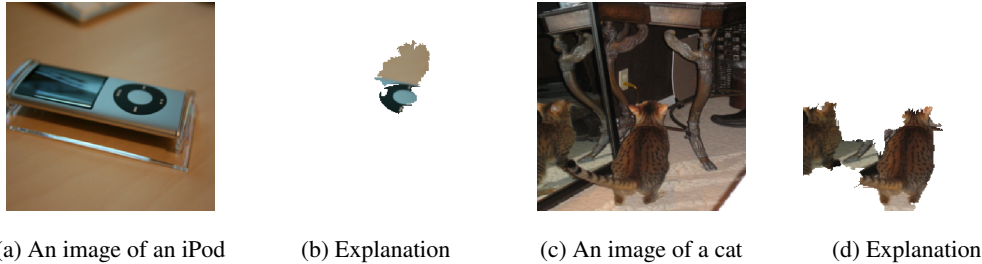 (a) An image of an iPod
(b) Explanation
(c) An image of a cat
(d) Explanation